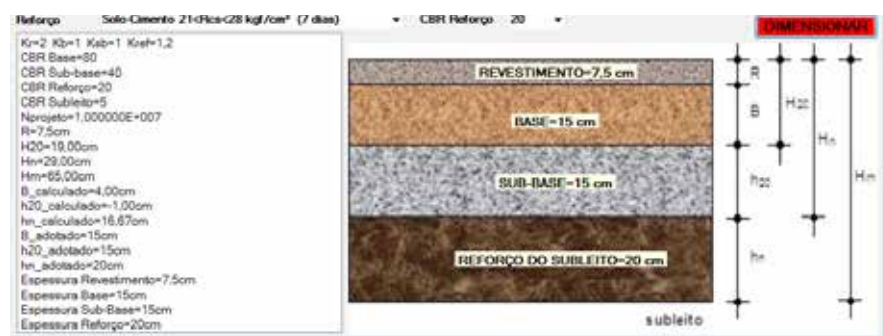 Reforço Solo-Cimento 21<Rcs<28 kgf/cm² (7 dias) CBR Reforço 20 DIMENSIONAR
Kr=2 Kb=1 Ksb=1 Kref=1,2
CBR Base=80
CBR Sub-base=40
CBR Reforço=20
CBR Subleito=5
Nprojeto=1,000000E+007
R=7,5cm
H20=19,00cm
Hn=29,00cm
Hm=65,00cm
B_calculado=4,00cm
h20_calculado=-1,00cm
hn_calculado=16,67cm
B_adotado=15cm
h20_adotado=15cm
hn_adotado=20cm
Espessura Revestimento=7.5cm
Espessura Base=15cm
Espessura Sub-Base=15cm
Espessura Reforço=20cm
REVESTIMENTO=7.5 cm
BASE=15 cm
SUB-BASE=15 cm
REFORÇO DO SUBLEITO=20 cm
subleito
R
B
h20
hn
H20
Hn
Hm